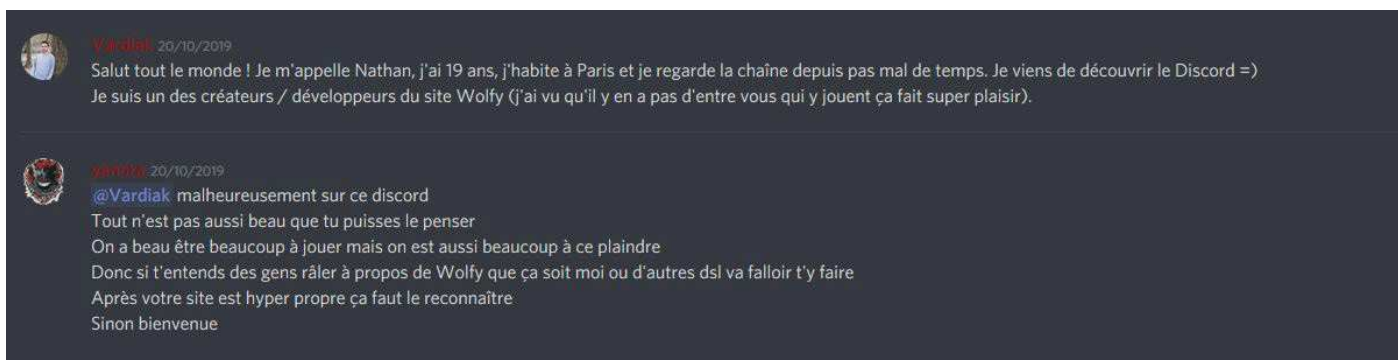 Vardiak 20/10/2019
Salut tout le monde ! Je m'appelle Nathan, j'ai 19 ans, j'habite à Paris et je regarde la chaîne depuis pas mal de temps. Je viens de découvrir le Discord =)
Je suis un des créateurs / développeurs du site Wolfy (j'ai vu qu'il y en a pas d'entre vous qui y jouent ça fait super plaisir).
20/10/2019
@Vardiak malheureusement sur ce discord
Tout n'est pas aussi beau que tu puisses le penser
On a beau être beaucoup à jouer mais on est aussi beaucoup à ce plaindre
Donc si t'entends des gens râler à propos de Wolfy que ça soit moi ou d'autres dsl va falloir t'y faire
Après votre site est hyper propre ça faut le reconnaître
Sinon bienvenue